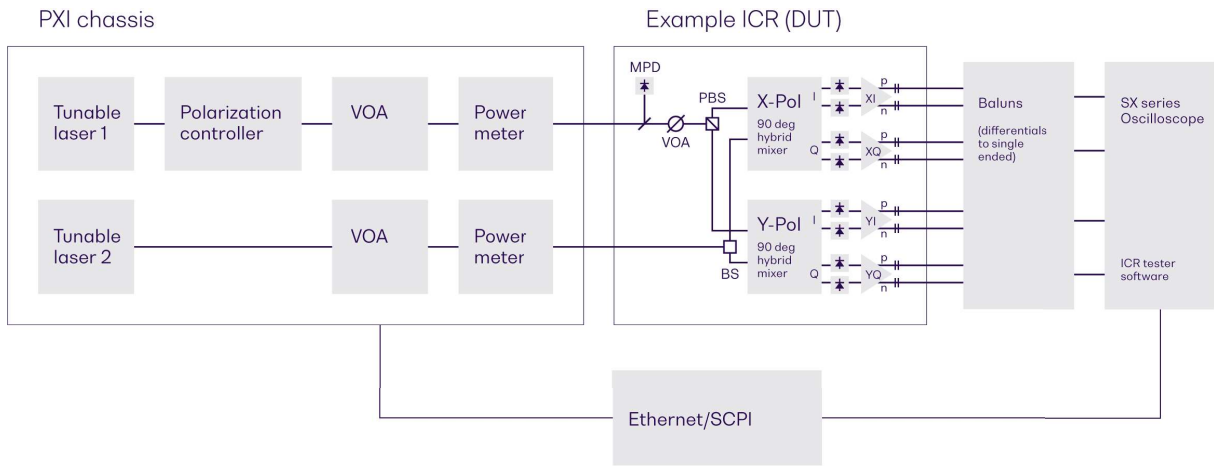 PXI chassis
Example ICR (DUT)
Tunable
laser 1
Polarization
controller
VOA
Power
meter
Tunable
laser 2
VOA
Power
meter
MPD
VOA
PBS
BS
X-Pol
90 deg
hybrid
mixer
I
Q
XI
p
n
XQ
p
n
Y-Pol
90 deg
hybrid
mixer
I
Q
YI
p
n
YQ
p
n
Baluns
(differentials
to single
ended)
SX series
Oscilloscope
ICR tester
software
Ethernet/SCPI